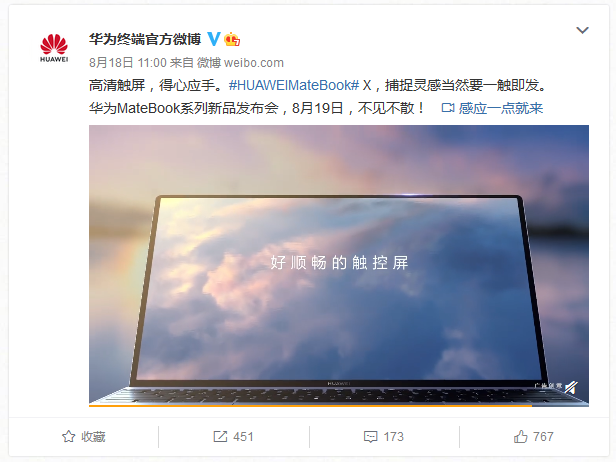 华为终端官方微博
HUAWEI
8月18日 11:00 来自 微博 weibo.com
高清触屏，得心应手。#HUAWEIMateBook# X，捕捉灵感当然要一触即发。
华为MateBook系列新品发布会，8月19日，不见不散！ 感应一点就来
好顺畅的触控屏
HUAWEI
广告创意
收藏 451 173 767